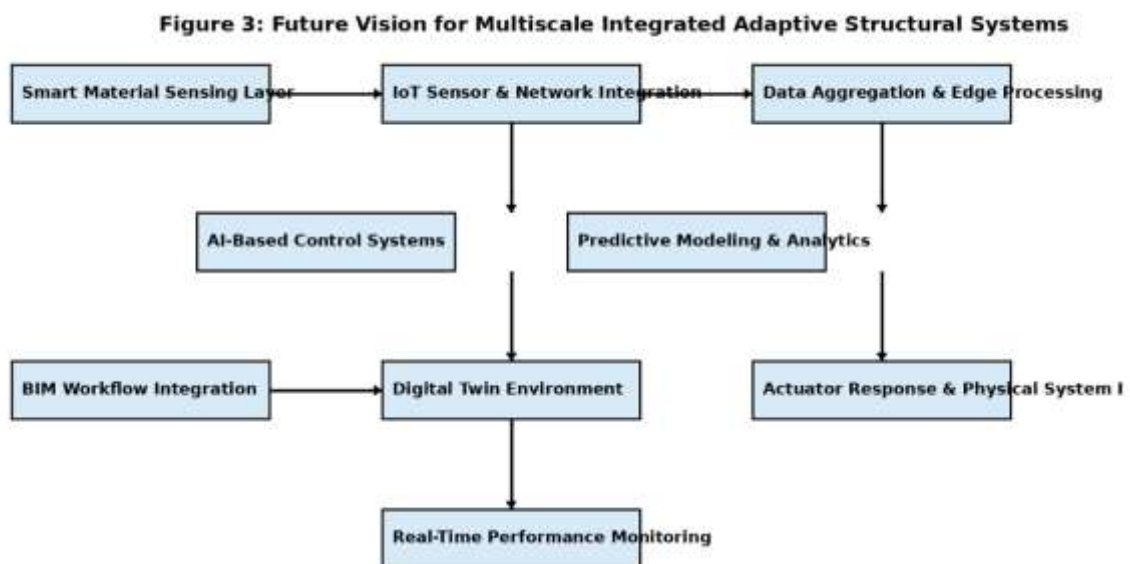 Figure 3: Future Vision for Multiscale Integrated Adaptive Structural Systems
Smart Material Sensing Layer
IoT Sensor & Network Integration
Data Aggregation & Edge Processing
AI-Based Control Systems
Predictive Modeling & Analytics
BIM Workflow Integration
Digital Twin Environment
Actuator Response & Physical System I
Real-Time Performance Monitoring